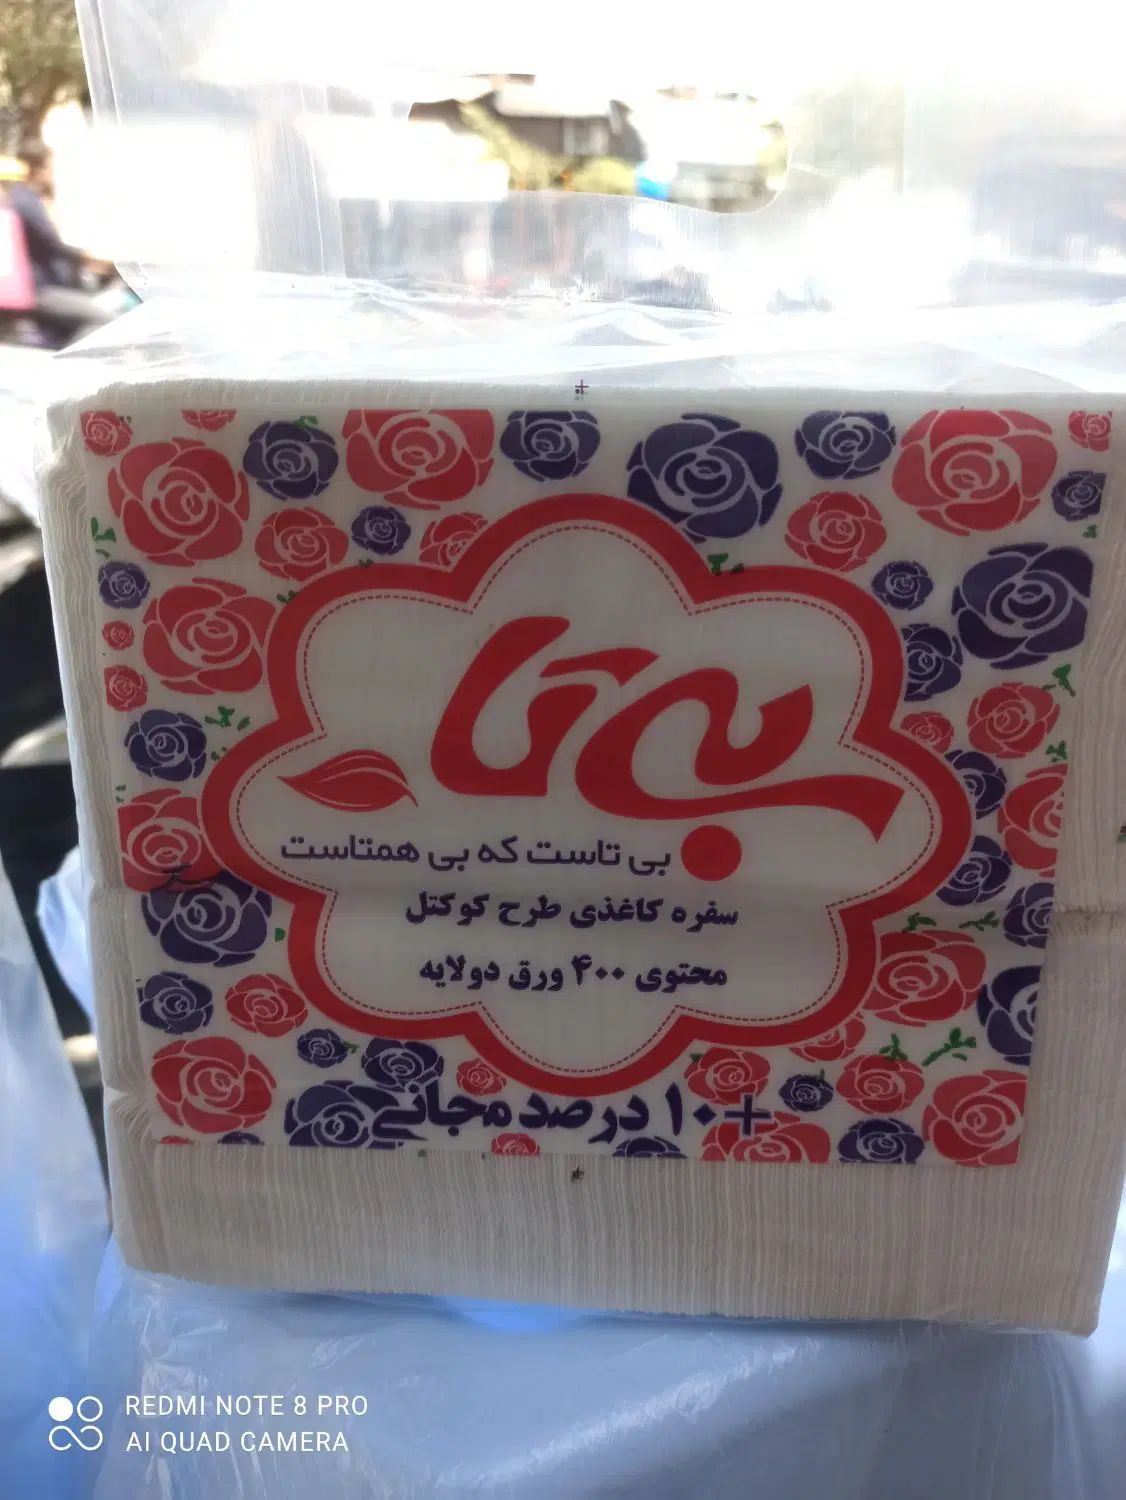 بی تا
بی تاست که بی همتاست
سفره کاغذی طرح کوکتل
محتوی ۴۰۰ ورق دولایه
+۱۰ درصد مجانی
REDMI NOTE 8 PRO
AI QUAD CAMERA